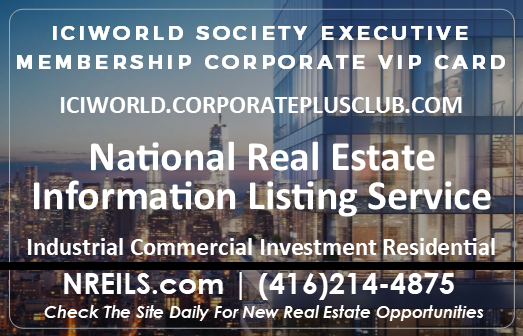 ICIWORLD SOCIETY EXECUTIVE
MEMBERSHIP CORPORATE VIP CARD
ICIWORLD.CORPORATEPLUSCLUB.COM
National Real Estate
Information Listing Service
Industrial Commercial Investment Residential
NREILS.com | (416)214-4875
Check The Site Daily For New Real Estate Opportunities